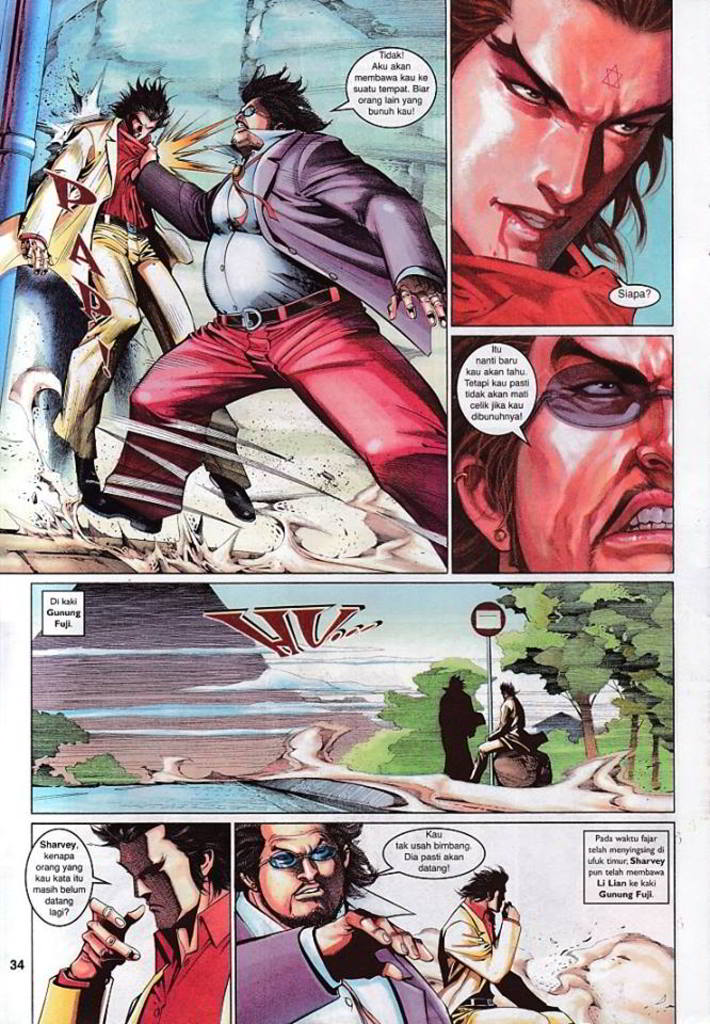 Tidak!
Aku akan
membawa kau ke
suatu tempat. Biar
orang lain yang
bunuh kau!
PAPA
Siapa?
Itu
nanti baru
kau akan tahu.
Tetapi kau pasti
tidak akan mati
celik jika kau
dibunuhnya!
Di kaki
Gunung
Fuji.
HU...
Sharvey,
kenapa
orang yang
kau kata itu
masih belum
datang
lagi?
Kau
tak usah bimbang.
Dia pasti akan
datang!
Pada waktu fajar
telah menyingsing di
ufuk timur, Sharvey
pun telah membawa
Li Lian ke kaki
Gunung Fuji.
34